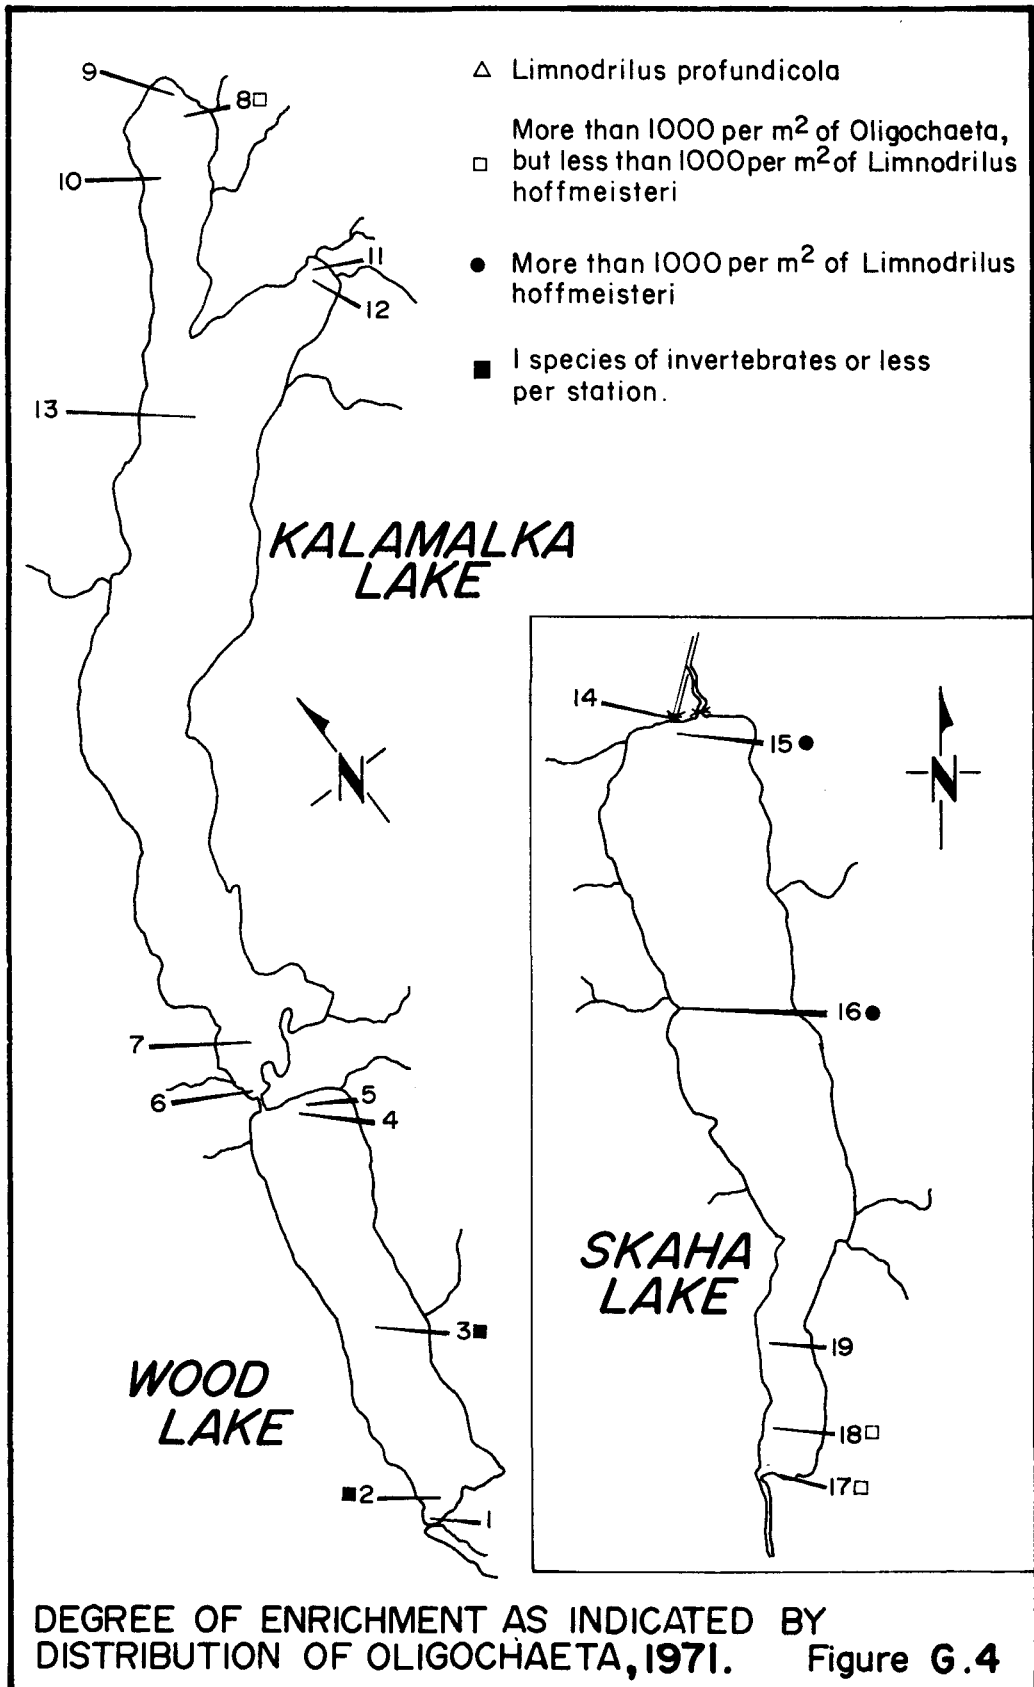 △ Limnodrilus profundicola
More than 1000 per m² of Oligochaeta,
□ but less than 1000 per m² of Limnodrilus
hoffmeisteri
● More than 1000 per m² of Limnodrilus
hoffmeisteri
■ 1 species of invertebrates or less
per station.
9
8□
10
11
12
13
KALAMALKA
LAKE
N
7
6
5
4
3■
WOOD
LAKE
■2
1
14
15●
N
16●
SKAHA
LAKE
19
18□
17□
DEGREE OF ENRICHMENT AS INDICATED BY
DISTRIBUTION OF OLIGOCHAETA, 1971. Figure G.4